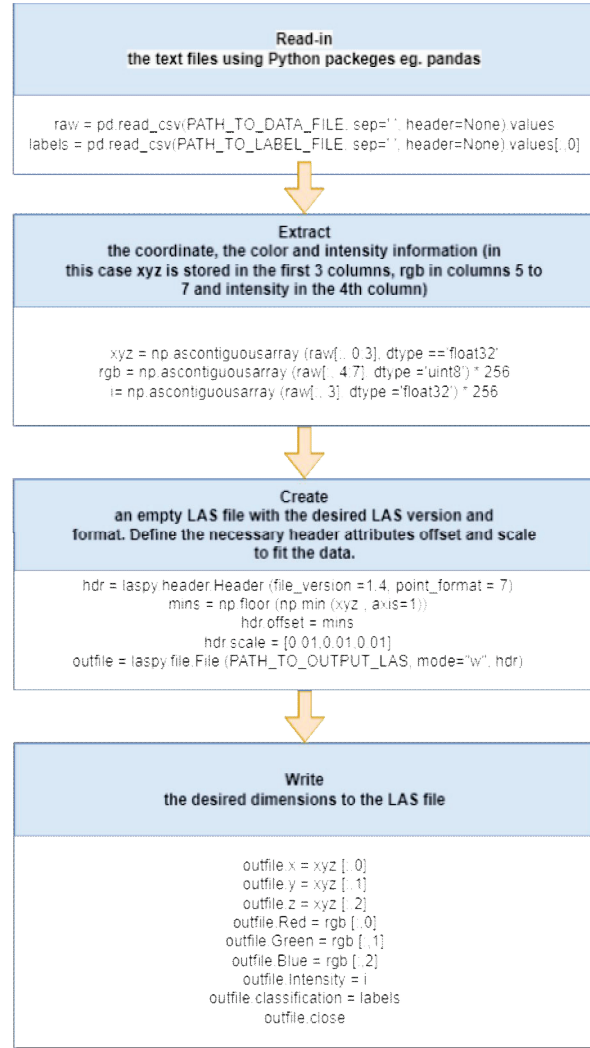 Read-in
the text files using Python packeges eg. pandas
raw = pd.read_csv(PATH_TO_DATA_FILE, sep=' ', header=None).values
labels = pd.read_csv(PATH_TO_LABEL_FILE, sep=' ', header=None).values[:,0]
Extract
the coordinate, the color and intensity information (in
this case xyz is stored in the first 3 columns, rgb in columns 5 to
7 and intensity in the 4th column)
xyz = np.ascontiguousarray (raw[:, 0:3], dtype =='float32'
rgb = np.ascontiguousarray (raw[:, 4:7], dtype ='uint8') * 256
i= np.ascontiguousarray (raw[:, 3], dtype ='float32') * 256
Create
an empty LAS file with the desired LAS version and
format. Define the necessary header attributes offset and scale
to fit the data.
hdr = laspy.header.Header (file_version =1.4, point_format = 7)
mins = np.floor (np.min (xyz , axis=1))
hdr.offset = mins
hdr.scale = [0.01,0.01,0.01]
outfile = laspy.file.File (PATH_TO_OUTPUT_LAS, mode="w", hdr)
Write
the desired dimensions to the LAS file
outfile.x = xyz [:,0]
outfile.y = xyz [:,1]
outfile.z = xyz [:,2]
outfile.Red = rgb [:,0]
outfile.Green = rgb [:,1]
outfile.Blue = rgb [:,2]
outfile.Intensity = i
outfile.classification = labels
outfile.close